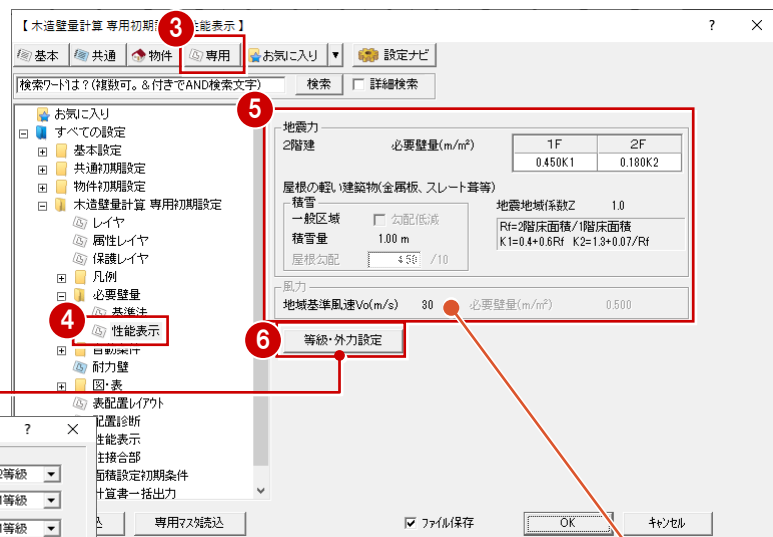 【 木造壁量計算 専用初期
性能表示 】
3
?
基本
共通
物件
専用
お気に入り
設定ナビ
検索ワードは？(複数可。＆付きでAND検索文字)
検索
詳細検索
お気に入り
すべての設定
基本設定
共通初期設定
物件初期設定
木造壁量計算 専用初期設定
レイヤ
属性レイヤ
保護レイヤ
凡例
必要壁量
基準法
4
性能表示
自動条件
耐力壁
図・表
表配置レイアウト
配置診断
性能表示
柱接合部
面積設定初期条件
計算書一括出力
5
地震力
2階建
必要壁量(m/m²)
1F
2F
0.450K1
0.180K2
屋根の軽い建築物(金属板、スレート葺等)
積雪
一般区域
勾配低減
積雪量
1.00 m
屋根勾配
4.50 /10
地震地域係数Z
1.0
Rf=2階床面積/1階床面積
K1=0.4+0.6Rf K2=1.3+0.07/Rf
風力
地域基準風速Vo(m/s)
30
必要壁量(m/m²)
0.500
6
等級・外力設定
?
2等級
等級
等級
込
専用マスタ読込
ファイル保存
OK
キャンセル